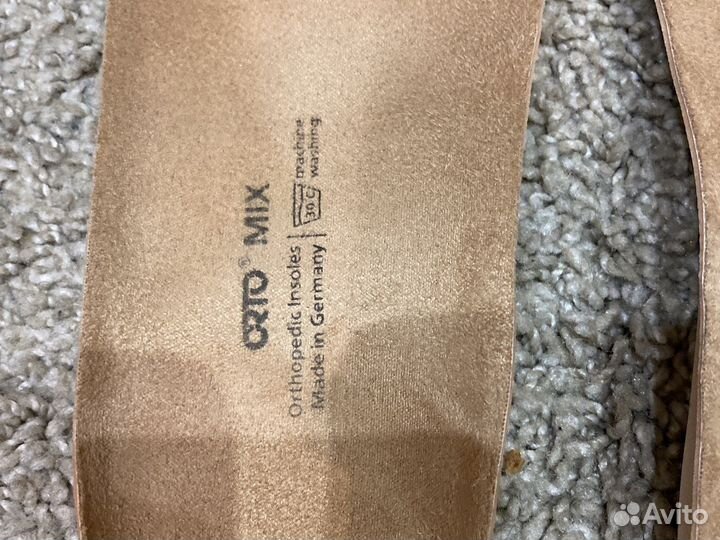 ORTO® MIX
Orthopedic Insoles
Made in Germany
30 C
machine
washing
Avito